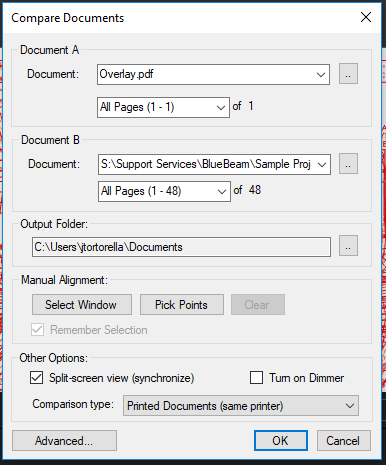 Compare Documents
Document A
Document: Overlay.pdf ..
All Pages (1 - 1) of 1
Document B
Document: S:\Support Services\BlueBeam\Sample Proj ..
All Pages (1 - 48) of 48
Output Folder:
C:\Users\jtortorella\Documents ..
Manual Alignment:
Select Window Pick Points Clear
Remember Selection
Other Options:
Split-screen view (synchronize) Turn on Dimmer
Comparison type: Printed Documents (same printer)
Advanced... OK Cancel